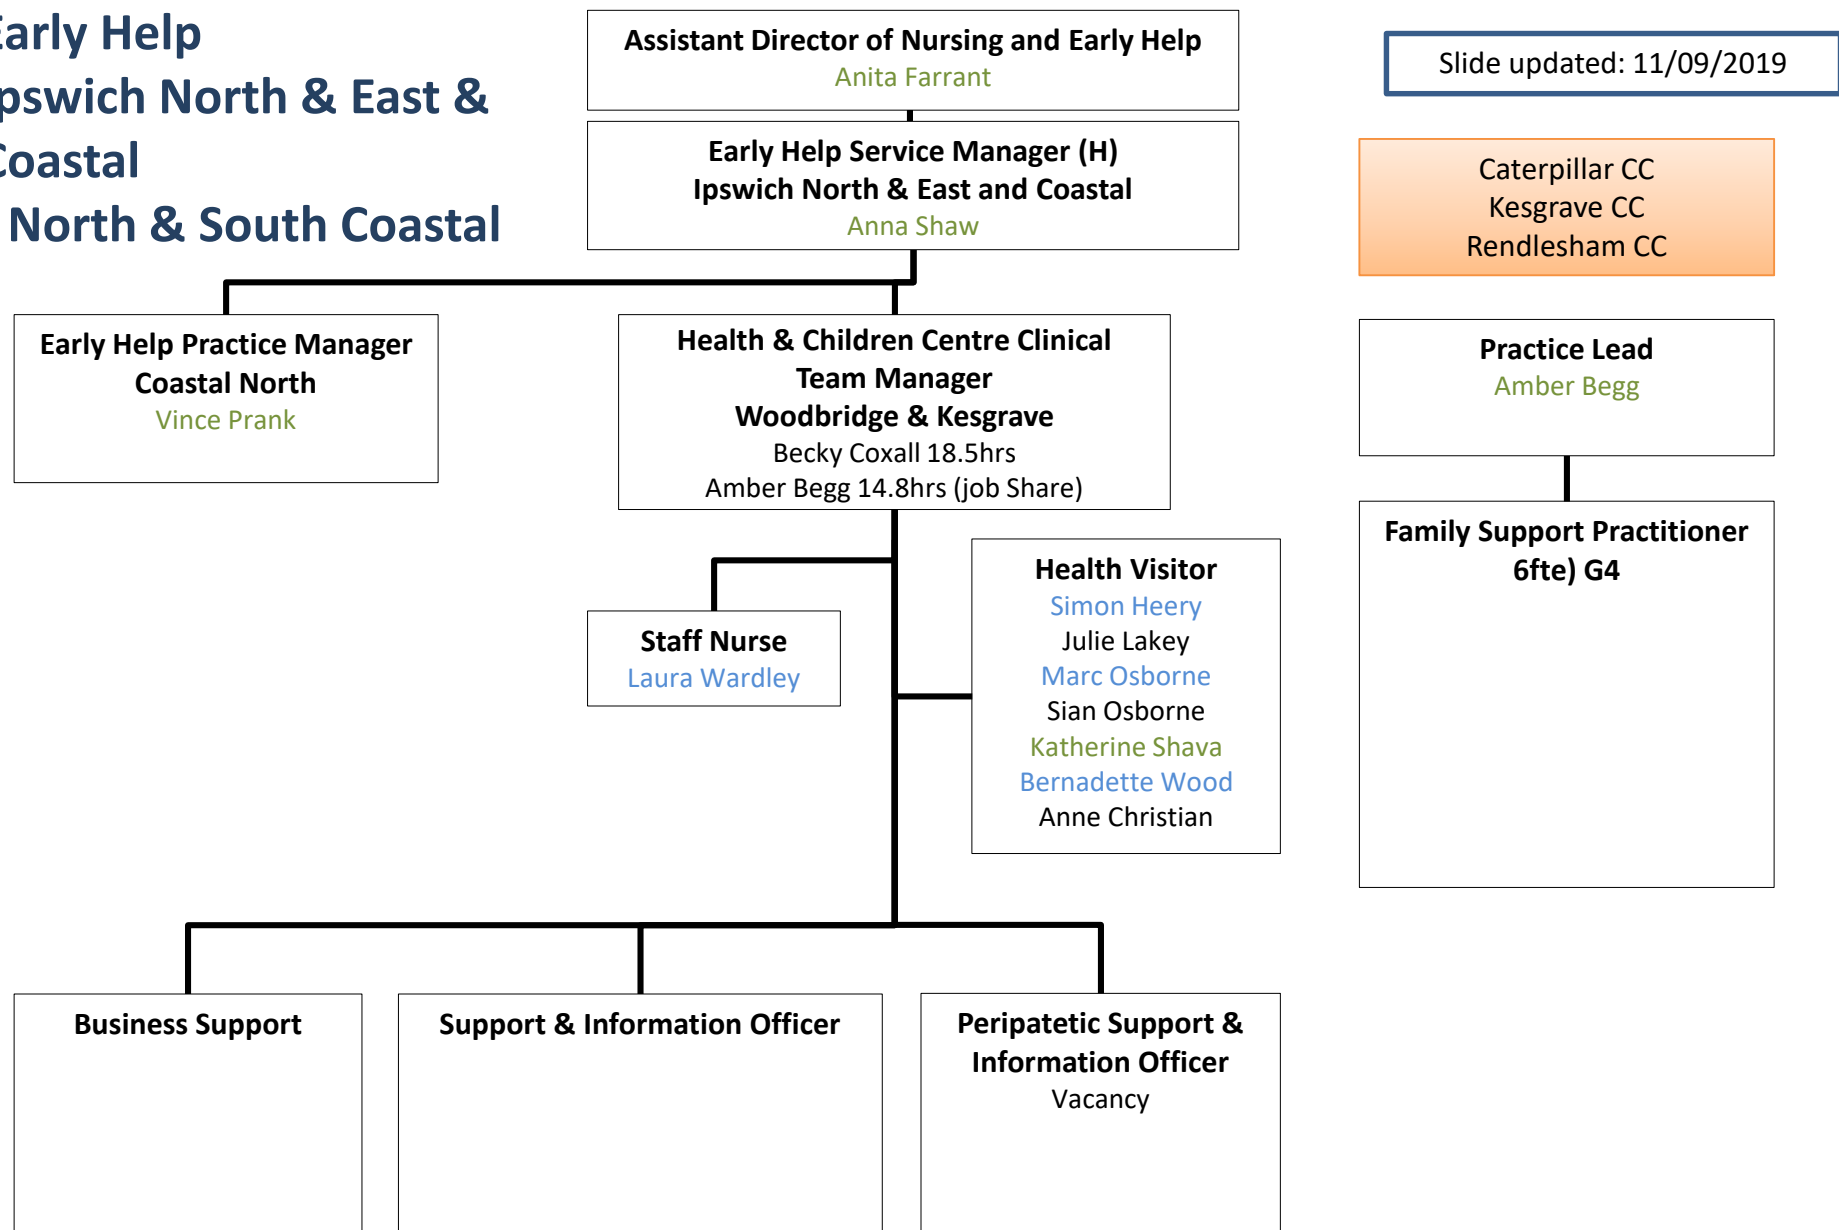 Early Help
Ipswich North & East &
Coastal
North & South Coastal
Assistant Director of Nursing and Early Help
Anita Farrant
Slide updated: 11/09/2019
Early Help Service Manager (H)
Ipswich North & East and Coastal
Anna Shaw
Caterpillar CC
Kesgrave CC
Rendlesham CC
Early Help Practice Manager
Coastal North
Vince Prank
Health & Children Centre Clinical
Team Manager
Woodbridge & Kesgrave
Becky Coxall 18.5hrs
Amber Begg 14.8hrs (job Share)
Practice Lead
Amber Begg
Family Support Practitioner
6fte) G4
Staff Nurse
Laura Wardley
Health Visitor
Simon Heery
Julie Lakey
Marc Osborne
Sian Osborne
Katherine Shava
Bernadette Wood
Anne Christian
Business Support
Support & Information Officer
Peripatetic Support &
Information Officer
Vacancy